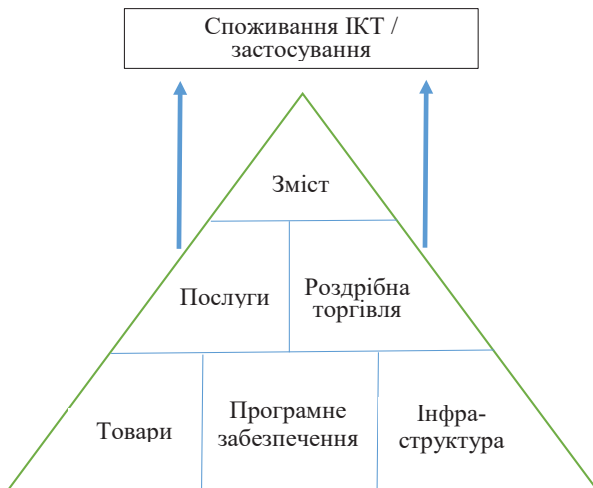 Споживання ІКТ /
застосування
Зміст
Послуги
Роздрібна
торгівля
Товари
Програмне
забезпечення
Інфра-
структура